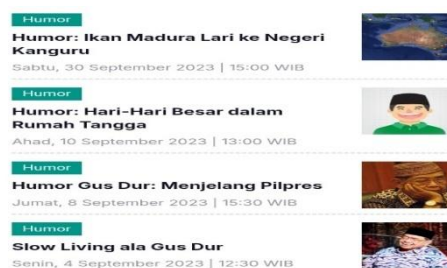 Humor
Humor: Ikan Madura Lari ke Negeri
Kanguru
Sabtu, 30 September 2023 | 15:00 WIB
Humor
Humor: Hari-Hari Besar dalam
Rumah Tangga
Ahad, 10 September 2023 | 13:00 WIB
Humor
Humor Gus Dur: Menjelang Pilpres
Jumat, 8 September 2023 | 15:30 WIB
Humor
Slow Living ala Gus Dur
Senin, 4 September 2023 | 12:30 WIB